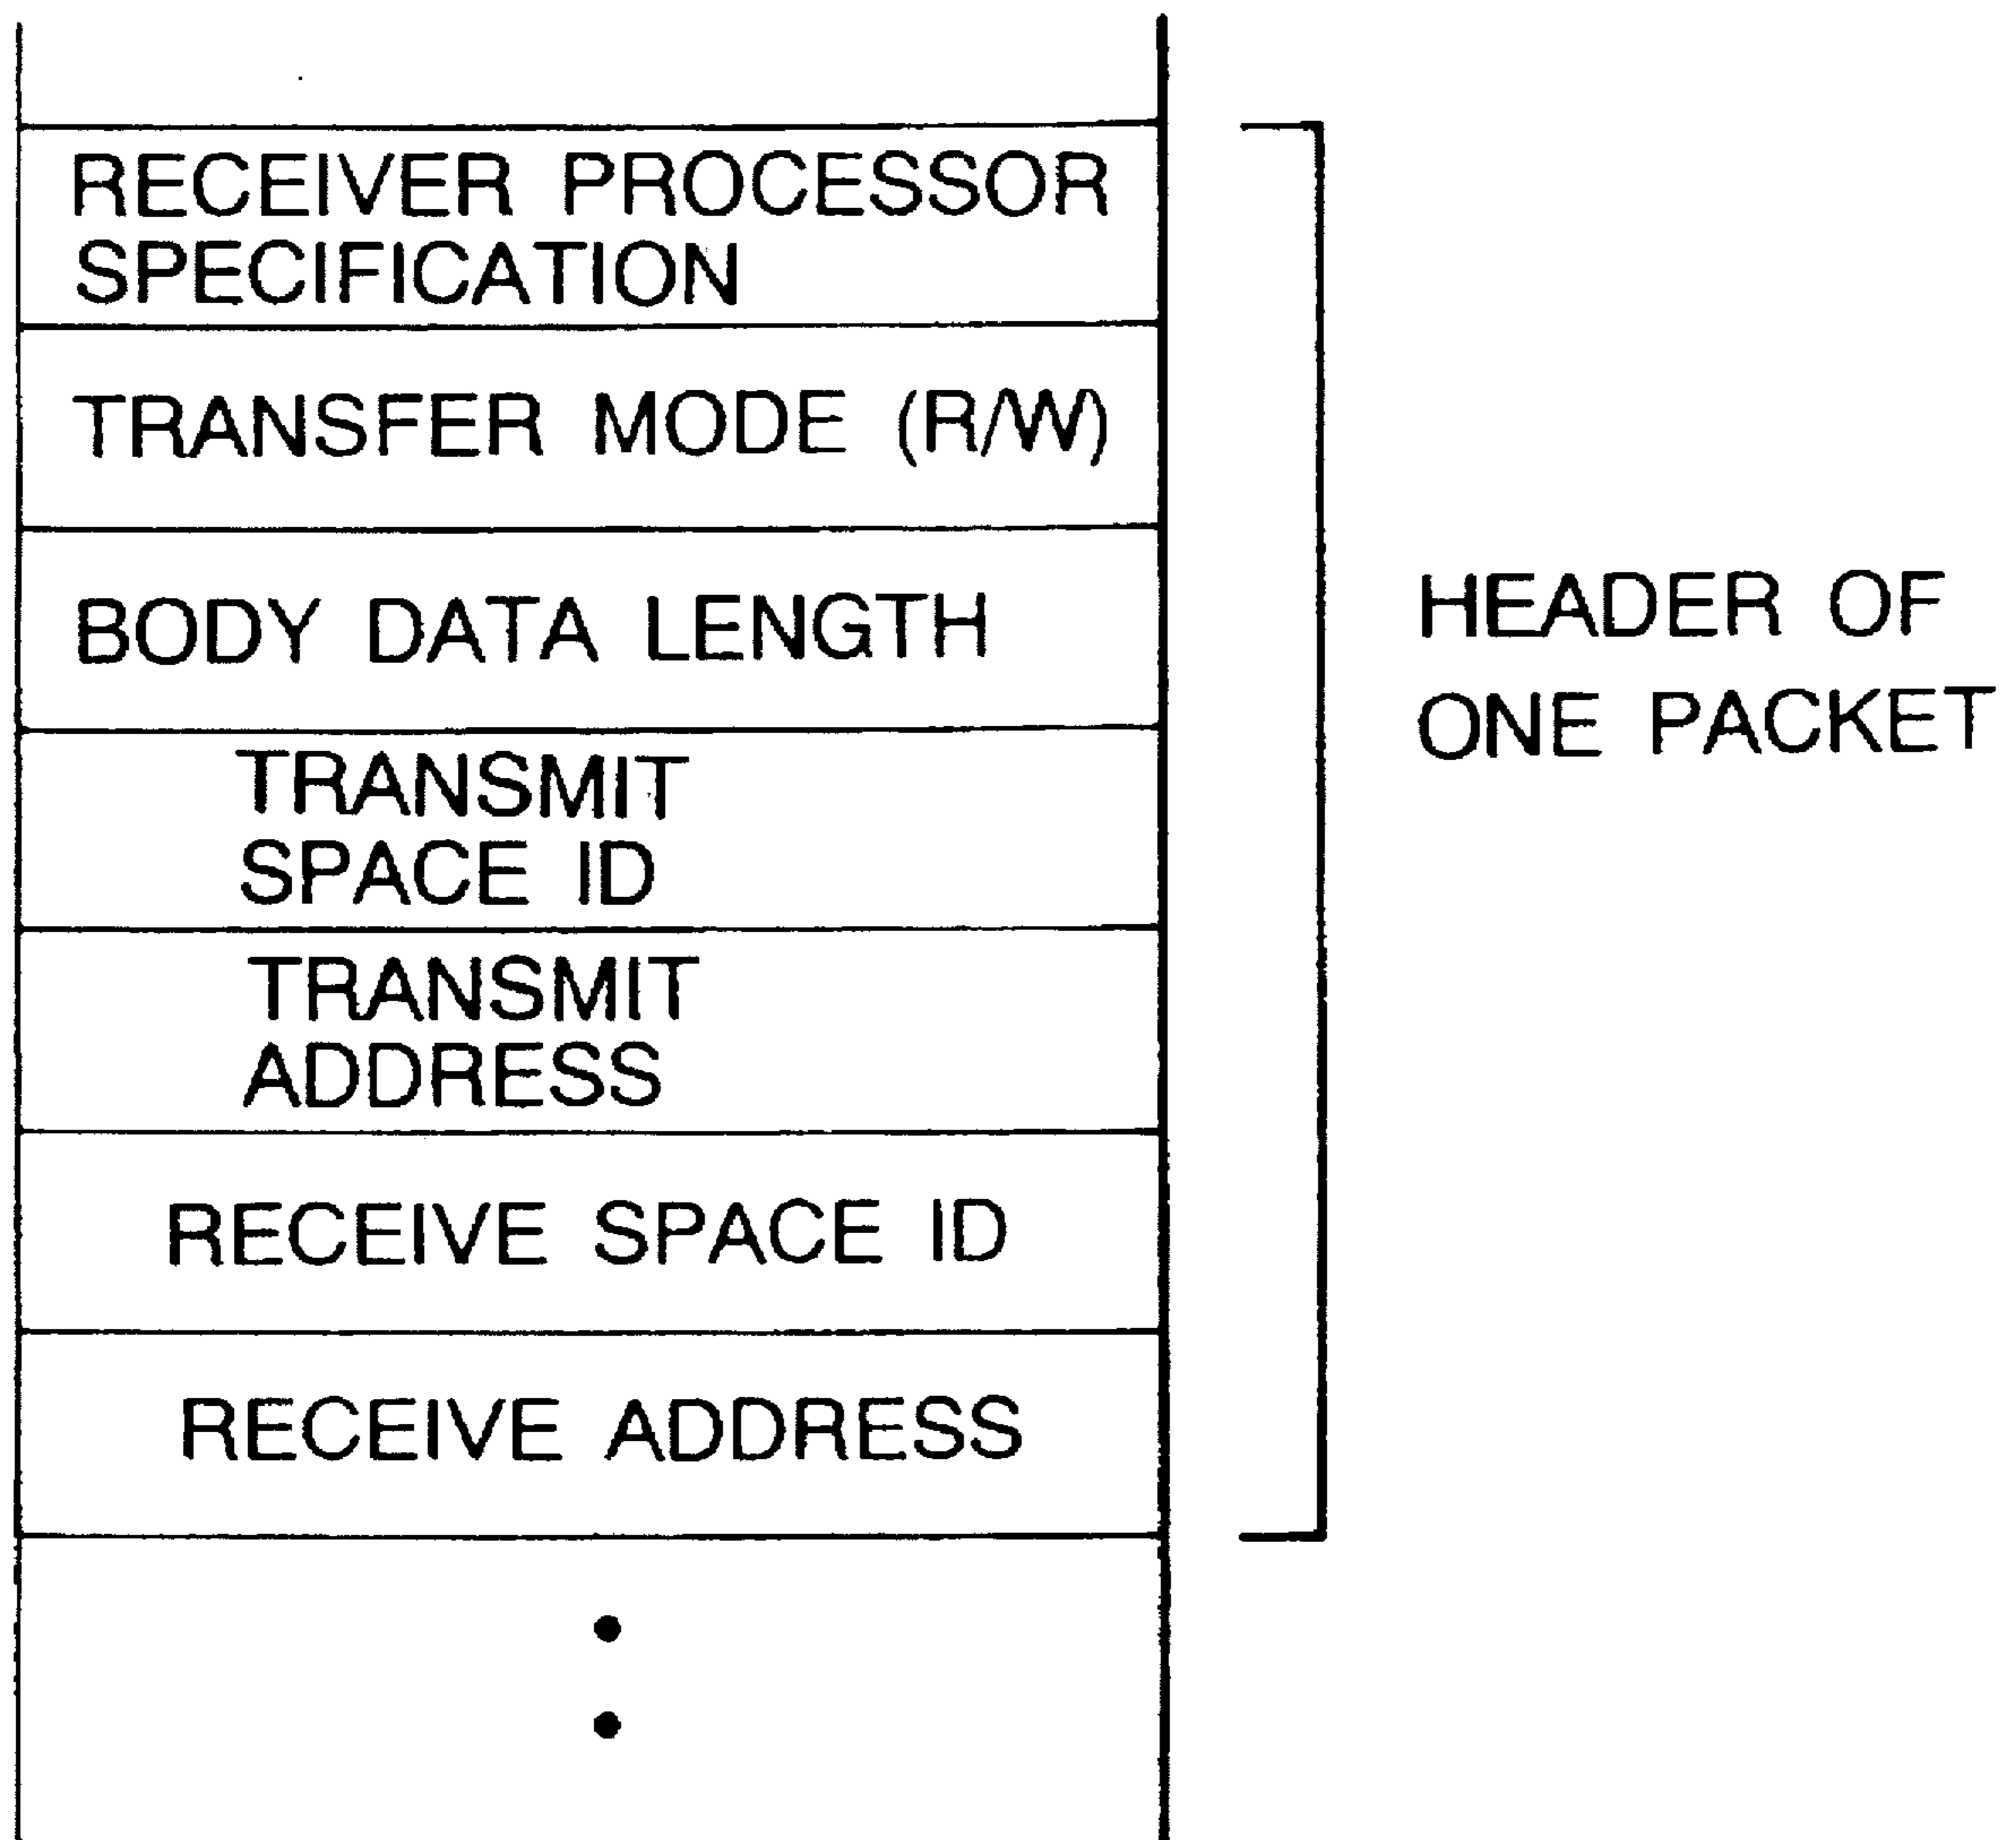 RECEIVER PROCESSOR
SPECIFICATION
TRANSFER MODE (R/W)
BODY DATA LENGTH
TRANSMIT
SPACE ID
TRANSMIT
ADDRESS
RECEIVE SPACE ID
RECEIVE ADDRESS
HEADER OF
ONE PACKET